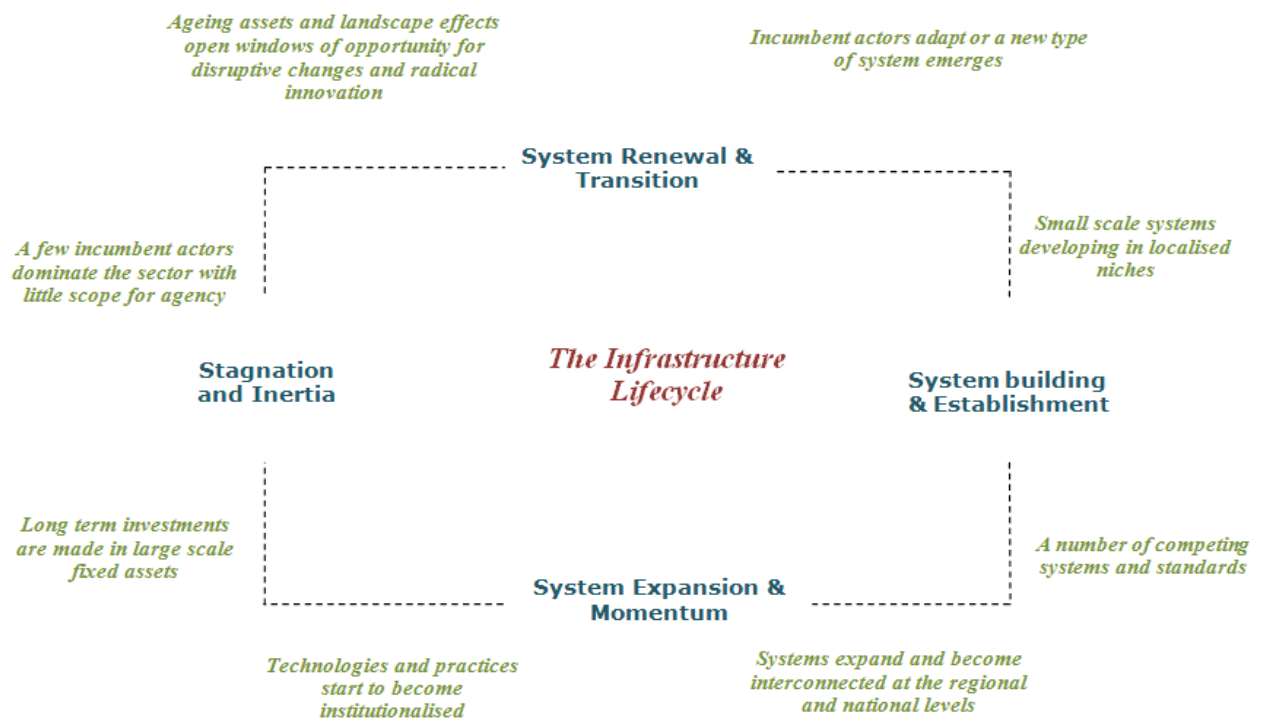 Ageing assets and landscape effects
open windows of opportunity for
disruptive changes and radical
innovation
Incumbent actors adapt or a new type
of system emerges
System Renewal &
Transition
A few incumbent actors
dominate the sector with
little scope for agency
Small scale systems
developing in localised
niches
Stagnation
and Inertia
The Infrastructure
Lifecycle
System building
& Establishment
Long term investments
are made in large scale
fixed assets
A number of competing
systems and standards
System Expansion &
Momentum
Technologies and practices
start to become
institutionalised
Systems expand and become
interconnected at the regional
and national levels